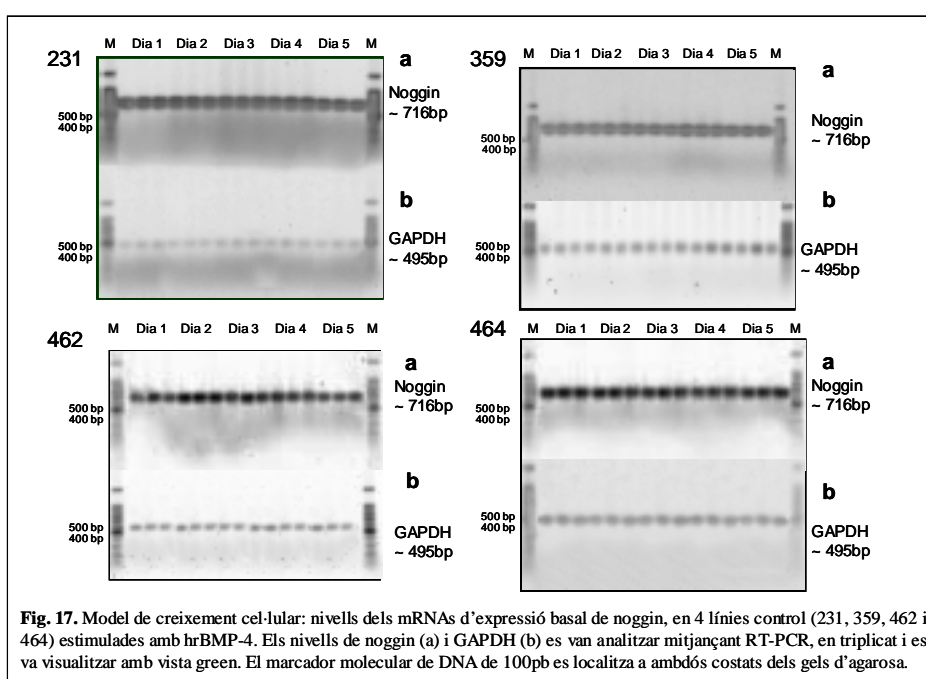 231
M Dia 1 Dia 2 Dia 3 Dia 4 Dia 5 M
a
Noggin
~ 716bp
500 bp
400 bp
b
GAPDH
~ 495bp
500 bp
400 bp
359
M Dia 1 Dia 2 Dia 3 Dia 4 Dia 5 M
a
Noggin
~ 716bp
500 bp
400 bp
b
GAPDH
~ 495bp
500 bp
400 bp
462
M Dia 1 Dia 2 Dia 3 Dia 4 Dia 5 M
a
Noggin
~ 716bp
500 bp
400 bp
b
GAPDH
~ 495bp
500 bp
400 bp
464
M Dia 1 Dia 2 Dia 3 Dia 4 Dia 5 M
a
Noggin
~ 716bp
500 bp
400 bp
b
GAPDH
~ 495bp
500 bp
400 bp
Fig. 17. Model de creixement cel·lular: nivells dels mRNAs d’expressió basal de noggin, en 4 línies control (231, 359, 462 i
464) estimulades amb hrBMP-4. Els nivells de noggin (a) i GAPDH (b) es van analitzar mitjançant RT-PCR, en triplicat i es
va visualitzar amb vista green. El marcador molecular de DNA de 100pb es localitza a ambdós costats dels gels d’agarosa.